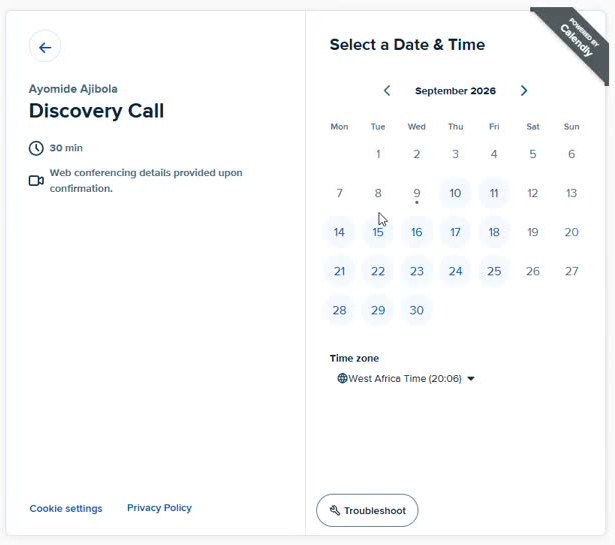 Ayomide Ajibola
Discovery Call
30 min
Web conferencing details provided upon
confirmation.
Cookie settings
Privacy Policy
Select a Date & Time
POWERED BY
Calendly
September 2026
Mon Tue Wed Thu Fri Sat Sun
1 2 3 4 5 6
7 8 9 10 11 12 13
14 15 16 17 18 19 20
21 22 23 24 25 26 27
28 29 30
Time zone
West Africa Time (20:06)
Troubleshoot